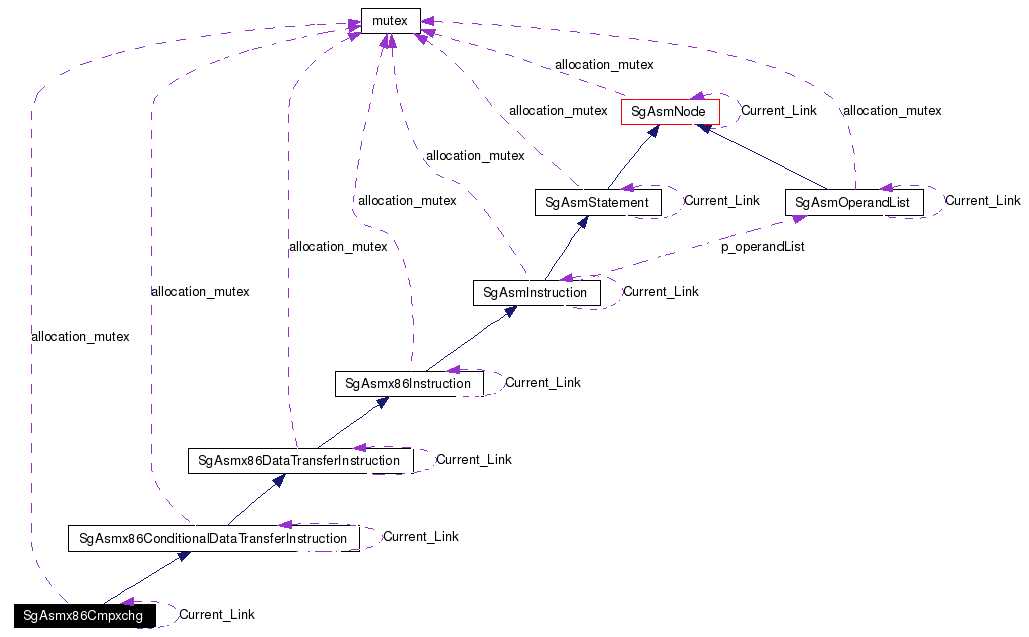 mutex
allocation_mutex
SgAsmNode
Current_Link
allocation_mutex
allocation_mutex
allocation_mutex
SgAsmStatement
Current_Link
SgAsmOperandList
Current_Link
allocation_mutex
allocation_mutex
p_operandList
allocation_mutex
SgAsmInstruction
Current_Link
allocation_mutex
SgAsmx86Instruction
Current_Link
SgAsmx86DataTransferInstruction
Current_Link
SgAsmx86ConditionalDataTransferInstruction
Current_Link
SgAsmx86Cmpxchg
Current_Link